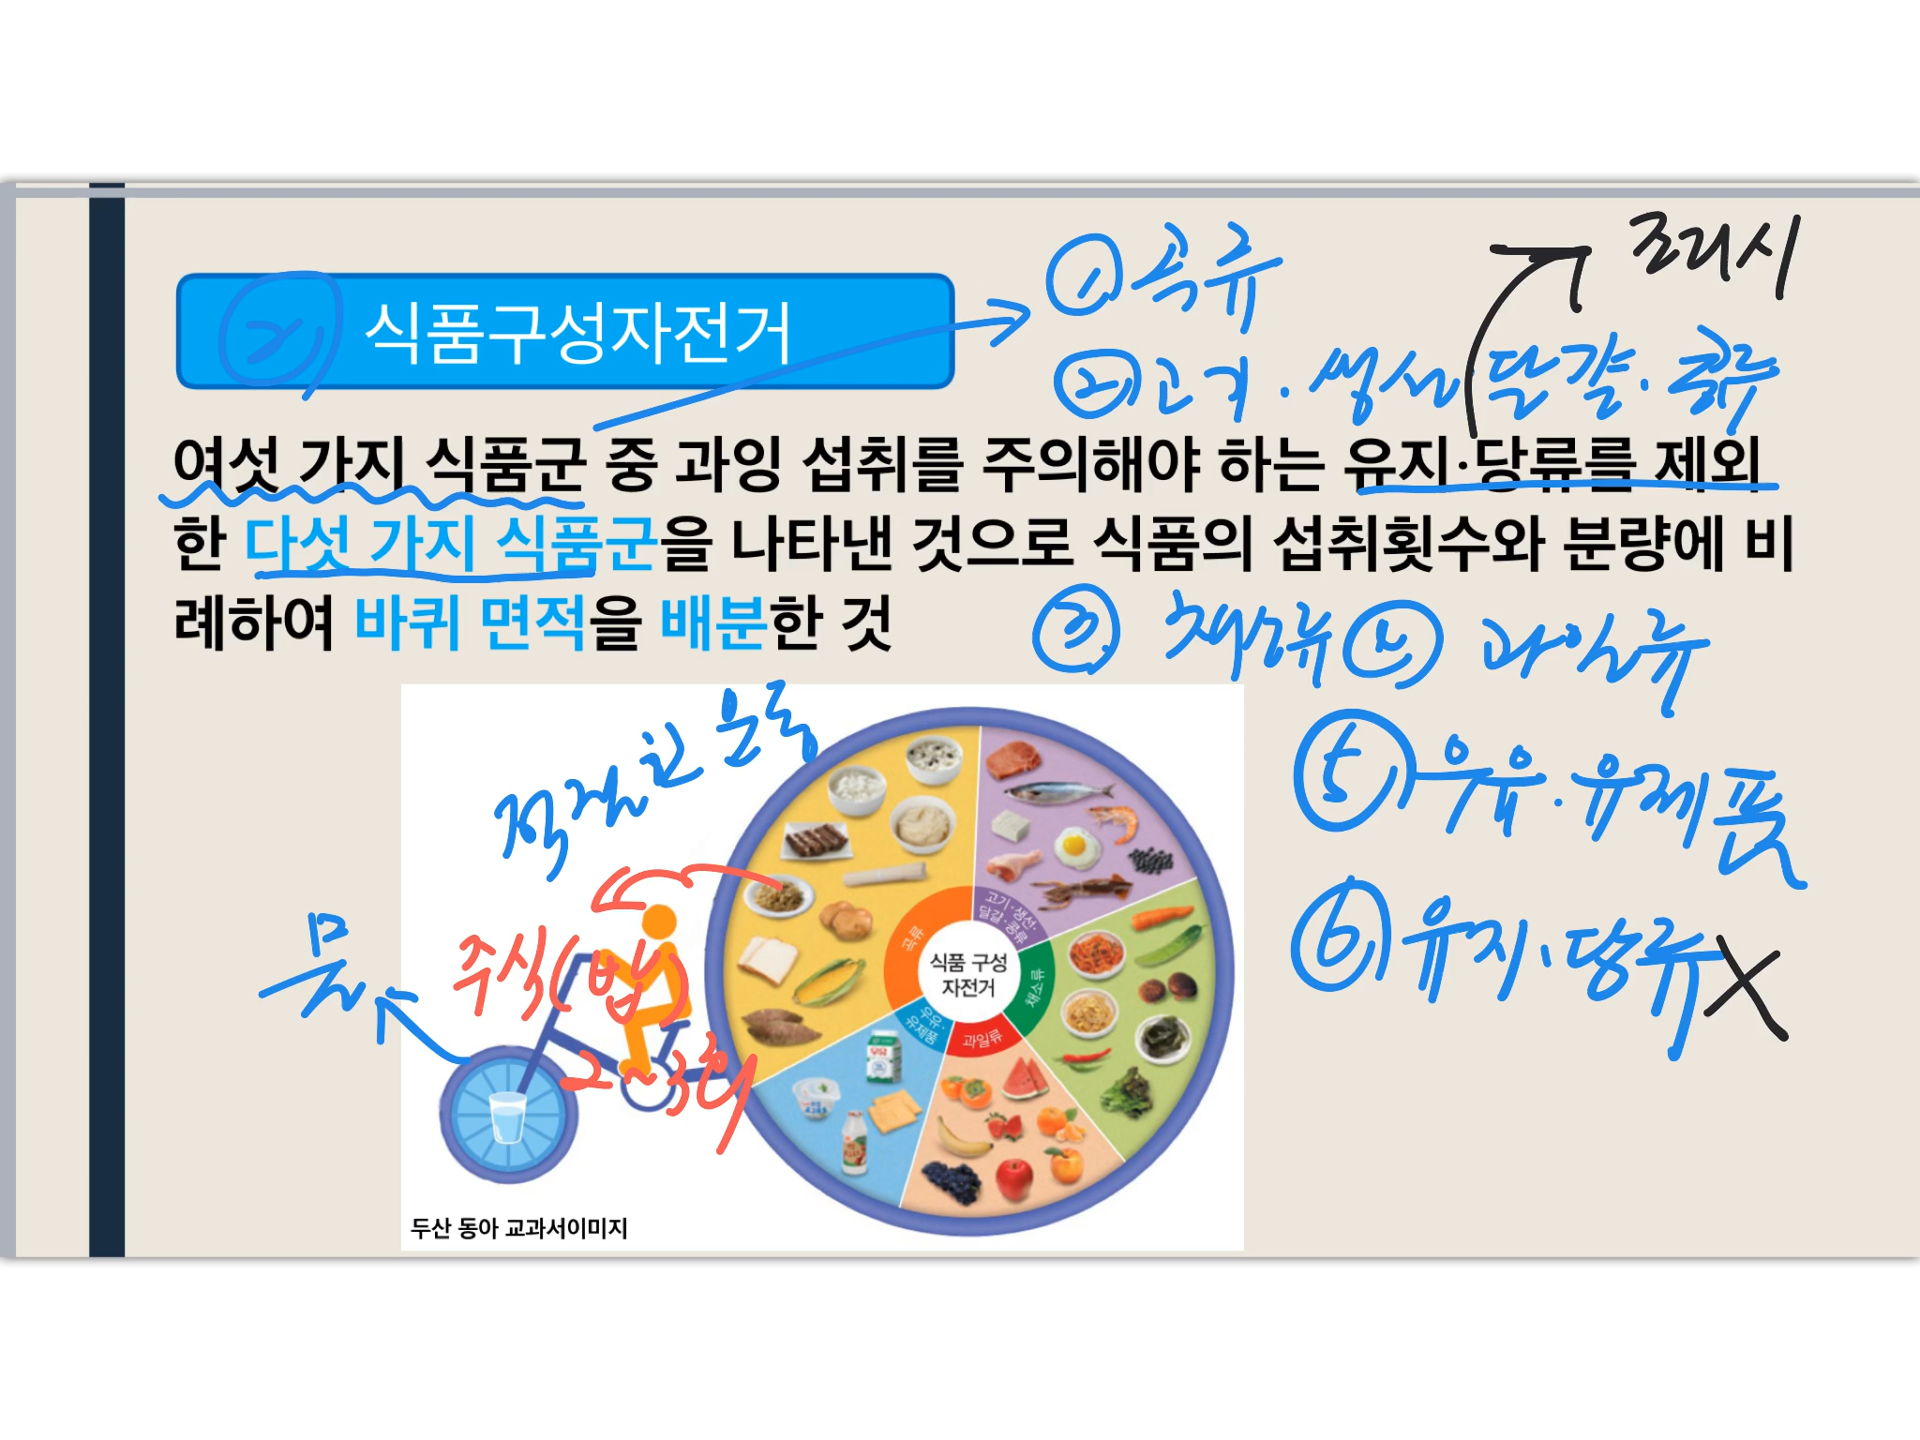 ② 식품구성자전거
① 곡류
조리시
② 고기·생선·달걀·콩류
여섯 가지 식품군 중 과잉 섭취를 주의해야 하는 유지·당류를 제외
한 다섯 가지 식품군을 나타낸 것으로 식품의 섭취횟수와 분량에 비
례하여 바퀴 면적을 배분한 것
③ 채소류 ④ 과일류
⑤ 우유·유제품
⑥ 유지·당류 X
적절한 운동
물
주식(밥)
2~3회
고기·생선·
달걀·콩류
곡류
식품 구성
자전거
채소류
우유·
유제품
과일류
두산 동아 교과서이미지